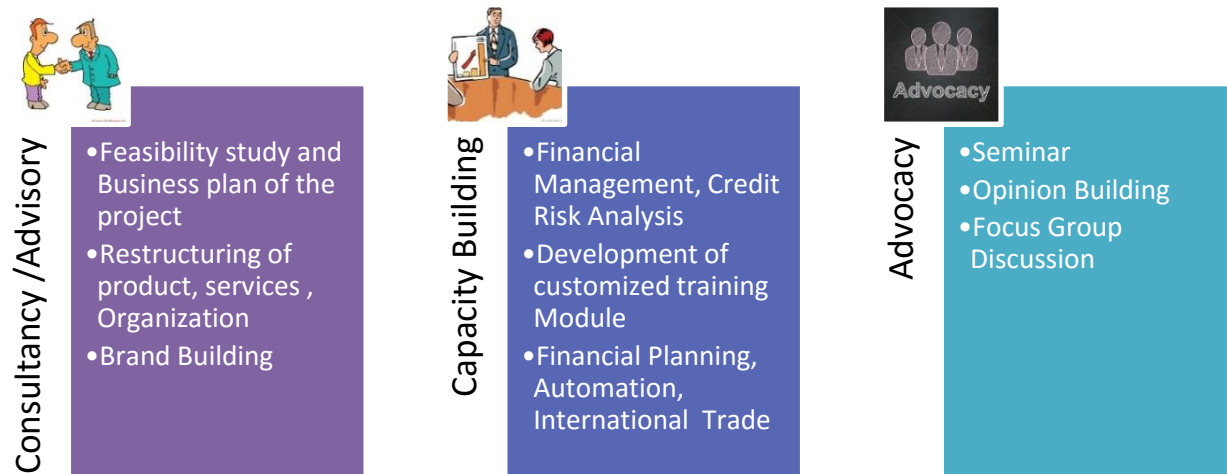 Consultancy /Advisory
•Feasibility study and
Business plan of the
project
•Restructuring of
product, services ,
Organization
•Brand Building
Capacity Building
•Financial
Management, Credit
Risk Analysis
•Development of
customized training
Module
•Financial Planning,
Automation,
International Trade
Advocacy
Advocacy
•Seminar
•Opinion Building
•Focus Group
Discussion